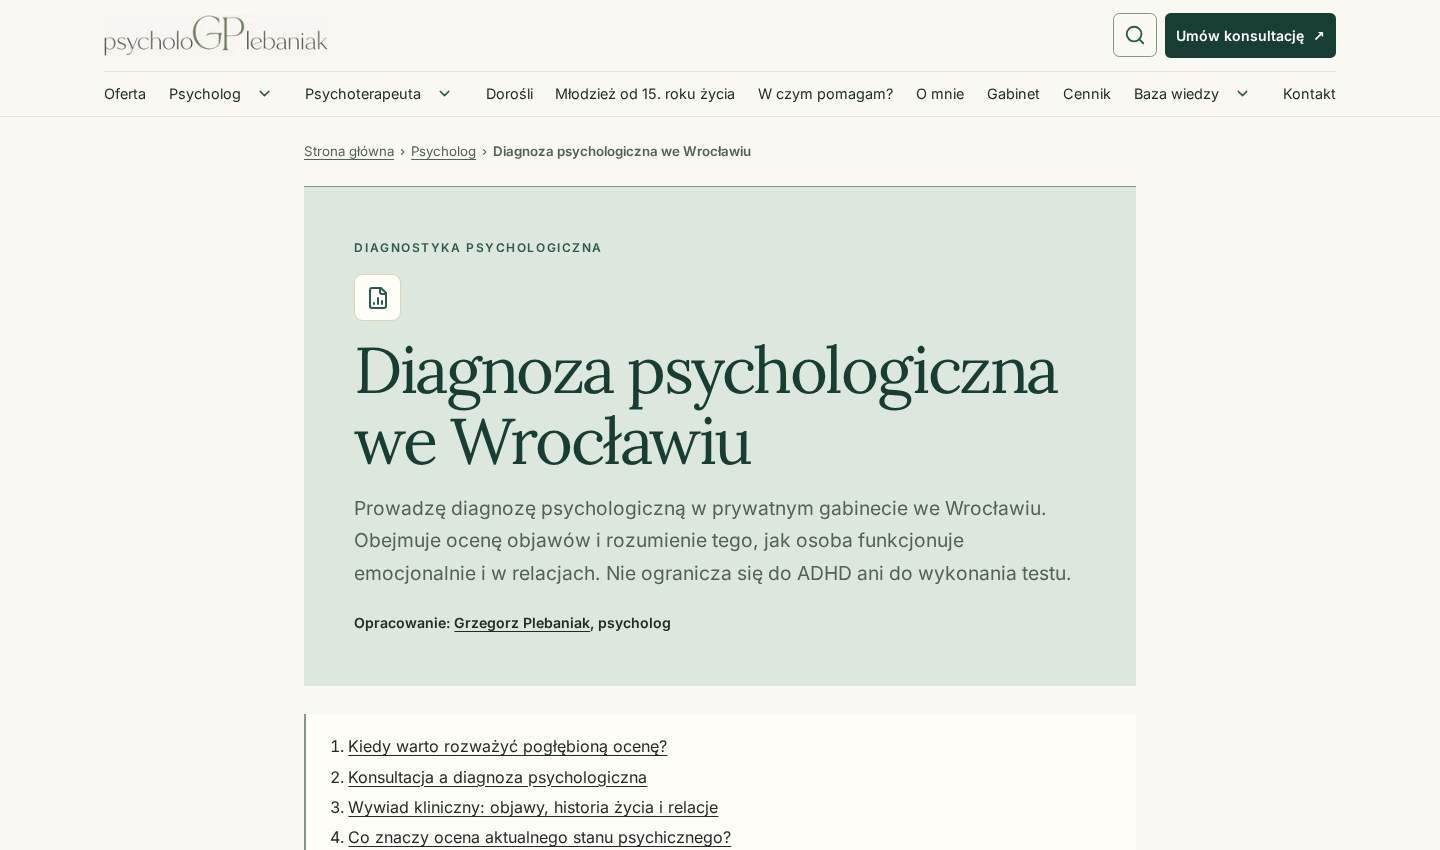 psycholoGPlebaniak
Umów konsultację ↗
Oferta Psycholog Psychoterapeuta Dorośli Młodzież od 15. roku życia W czym pomagam? O mnie Gabinet Cennik Baza wiedzy Kontakt
Strona główna › Psycholog › Diagnoza psychologiczna we Wrocławiu
DIAGNOSTYKA PSYCHOLOGICZNA
Diagnoza psychologiczna
we Wrocławiu
Prowadzę diagnozę psychologiczną w prywatnym gabinecie we Wrocławiu.
Obejmuje ocenę objawów i rozumienie tego, jak osoba funkcjonuje
emocjonalnie i w relacjach. Nie ogranicza się do ADHD ani do wykonania testu.
Opracowanie: Grzegorz Plebaniak, psycholog
1. Kiedy warto rozważyć pogłębioną ocenę?
2. Konsultacja a diagnoza psychologiczna
3. Wywiad kliniczny: objawy, historia życia i relacje
4. Co znaczy ocena aktualnego stanu psychicznego?